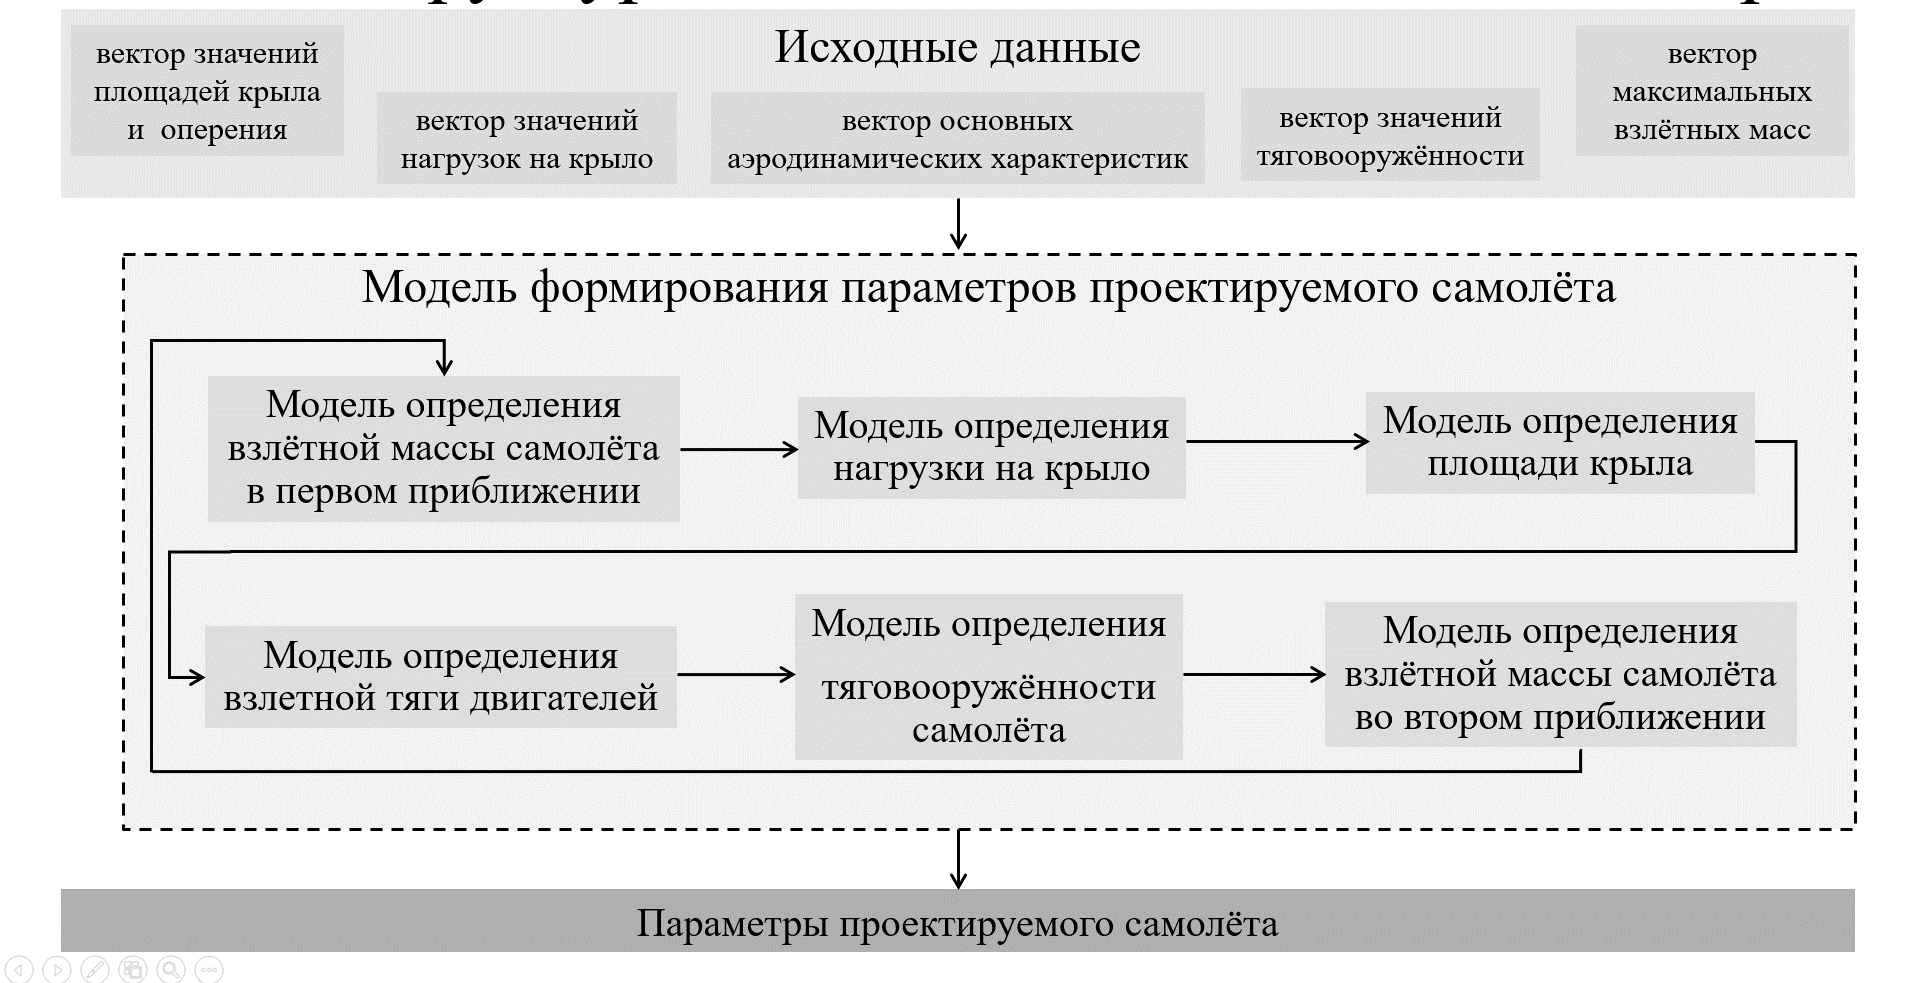 Исходные данные
вектор значений
площадей крыла
и оперения
вектор значений
нагрузок на крыло
вектор основных
аэродинамических характеристик
вектор значений
тяговооружённости
вектор
максимальных
взлётных масс
Модель формирования параметров проектируемого самолёта
Модель определения
взлётной массы самолёта
в первом приближении
Модель определения
нагрузки на крыло
Модель определения
площади крыла
Модель определения
взлетной тяги двигателей
Модель определения
тяговооружённости
самолёта
Модель определения
взлётной массы самолёта
во втором приближении
Параметры проектируемого самолёта